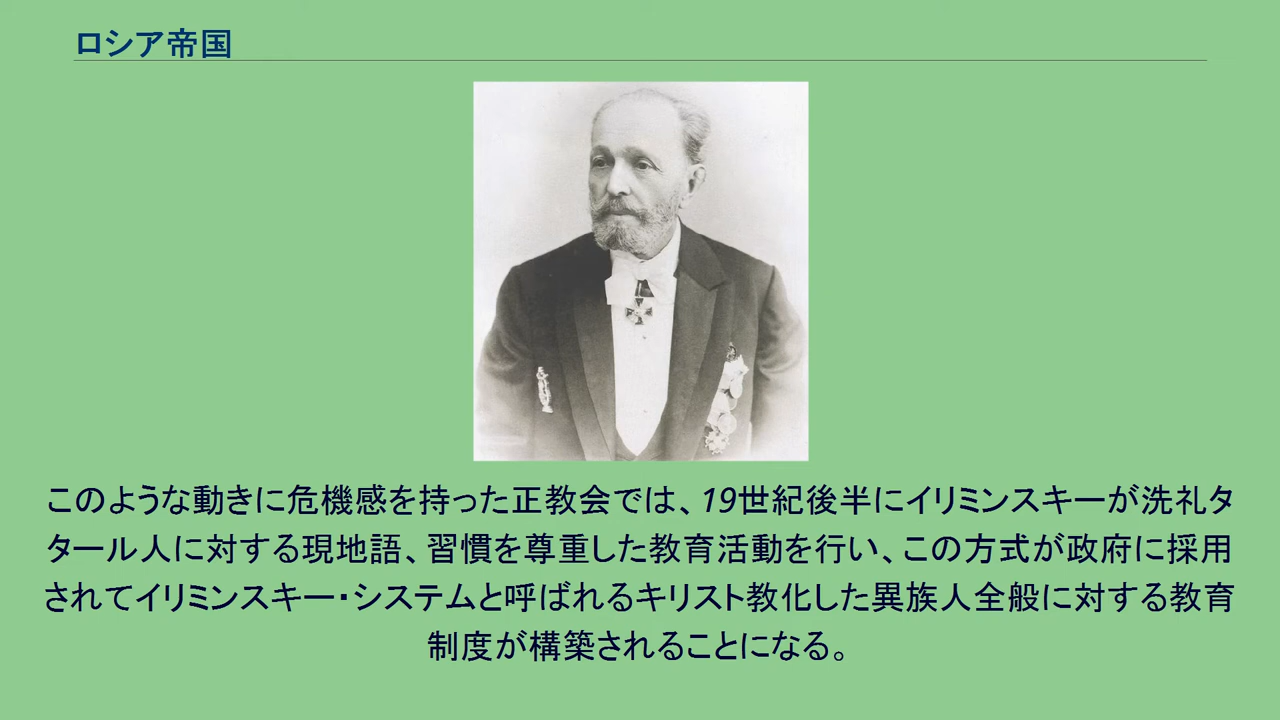 ロシア帝国
このような動きに危機感を持った正教会では、19世紀後半にイリミンスキーが洗礼タ
タール人に対する現地語、習慣を尊重した教育活動を行い、この方式が政府に採用
されてイリミンスキー・システムと呼ばれるキリスト教化した異族人全般に対する教育
制度が構築されることになる。